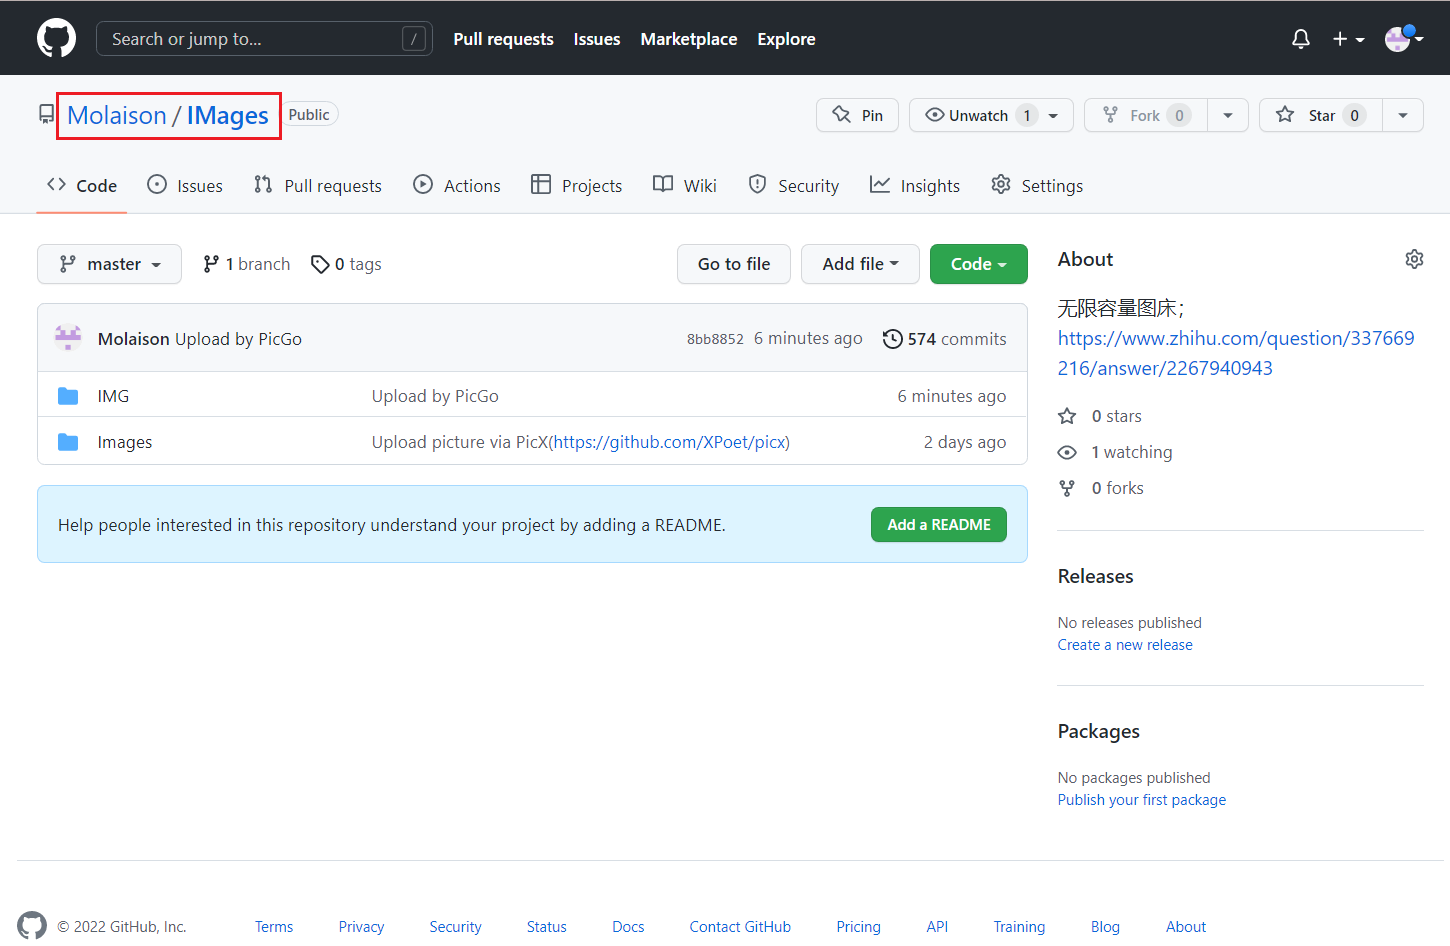 Search or jump to... /
Pull requests Issues Marketplace Explore
Molaison / IMages Public
Pin Unwatch 1 Fork 0 Star 0
Code Issues Pull requests Actions Projects Wiki Security Insights Settings
master 1 branch 0 tags Go to file Add file Code
Molaison Upload by PicGo 8bb8852 6 minutes ago 574 commits
IMG Upload by PicGo 6 minutes ago
Images Upload picture via PicX(https://github.com/XPoet/picx) 2 days ago
Help people interested in this repository understand your project by adding a README. Add a README
About
无限容量图床；
https://www.zhihu.com/question/337669
216/answer/2267940943
0 stars
1 watching
0 forks
Releases
No releases published
Create a new release
Packages
No packages published
Publish your first package
© 2022 GitHub, Inc. Terms Privacy Security Status Docs Contact GitHub Pricing API Training Blog About